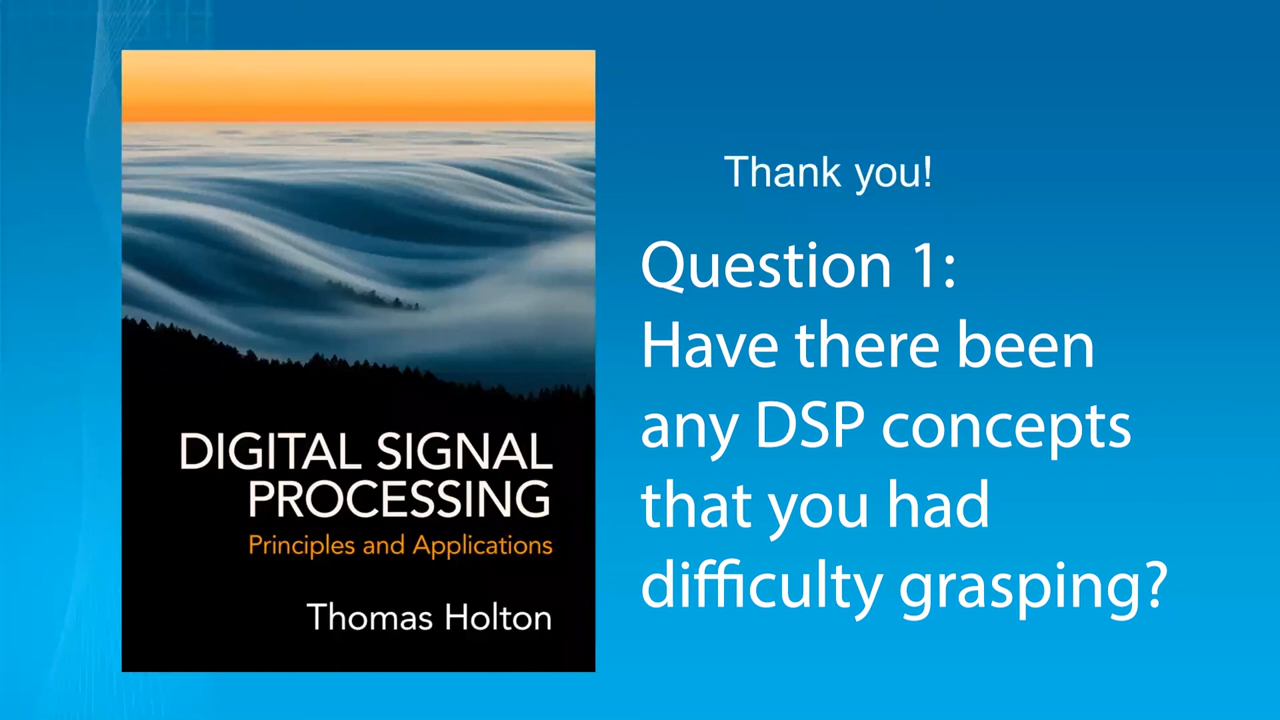 DIGITAL SIGNAL
PROCESSING
Principles and Applications
Thomas Holton
Thank you!
Question 1:
Have there been
any DSP concepts
that you had
difficulty grasping?